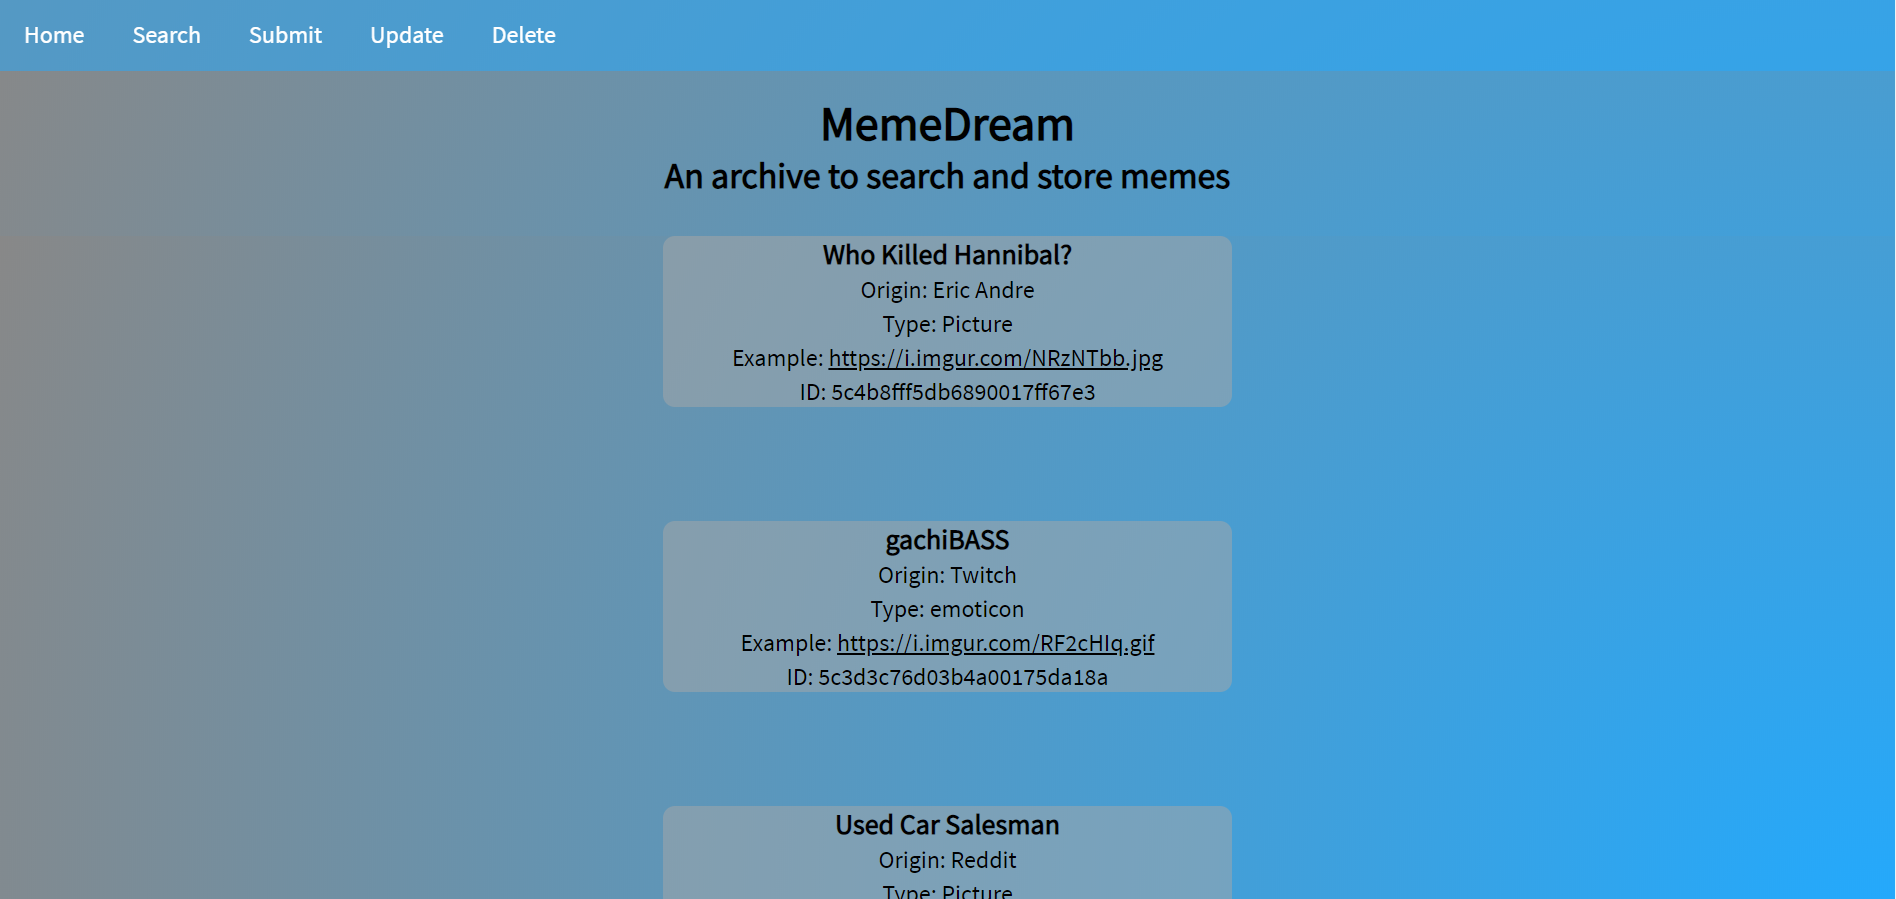 Home Search Submit Update Delete
MemeDream
An archive to search and store memes
Who Killed Hannibal?
Origin: Eric Andre
Type: Picture
Example: https://i.imgur.com/NRzNTbb.jpg
ID: 5c4b8fff5db6890017ff67e3
gachiBASS
Origin: Twitch
Type: emoticon
Example: https://i.imgur.com/RF2cHIq.gif
ID: 5c3d3c76d03b4a00175da18a
Used Car Salesman
Origin: Reddit
Type: Picture